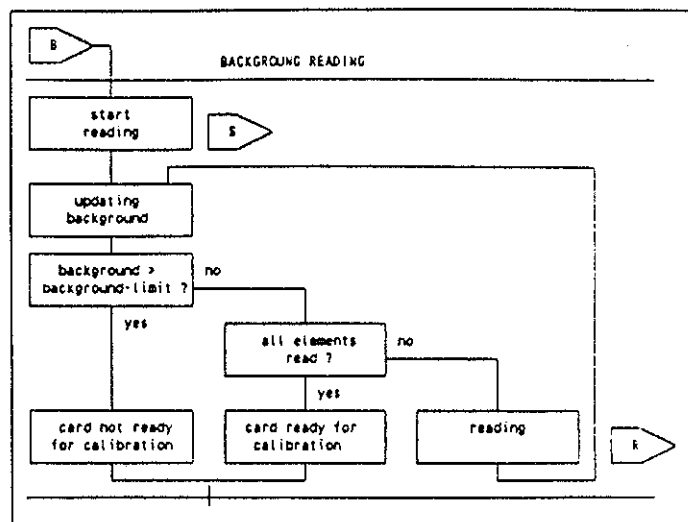 B
BACKGROUND READING
start
reading
S
updating
background
background >
background-limit ?
no
yes
all elements
read ?
no
yes
card not ready
for calibration
card ready for
calibration
reading
R